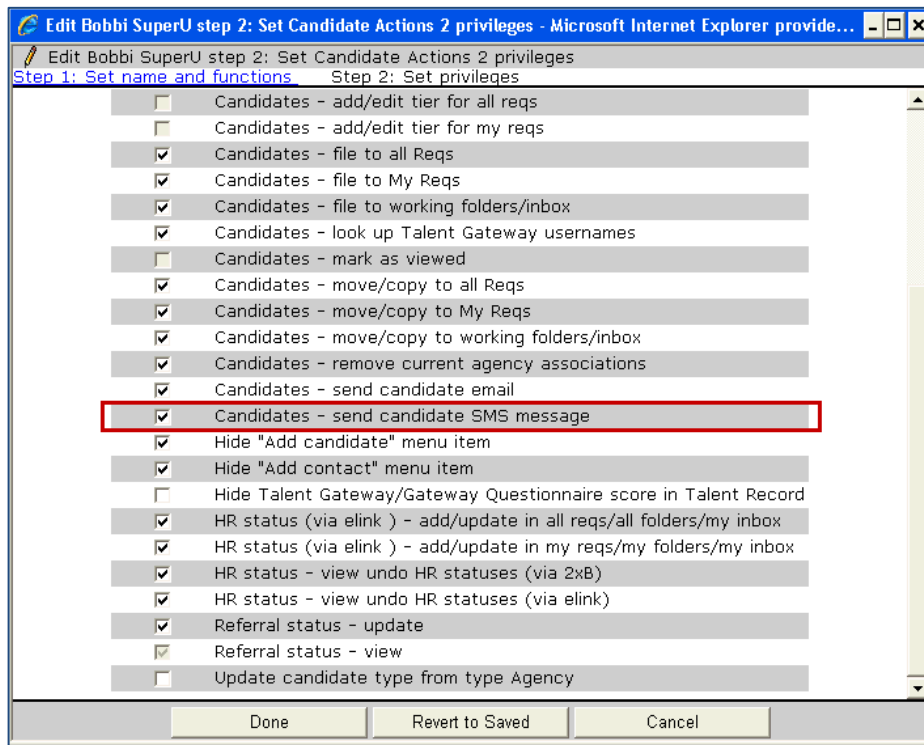 Edit Bobbi SuperU step 2: Set Candidate Actions 2 privileges - Microsoft Internet Explorer provide...
Edit Bobbi SuperU step 2: Set Candidate Actions 2 privileges
Step 1: Set name and functions Step 2: Set privileges
Candidates - add/edit tier for all reqs
Candidates - add/edit tier for my reqs
Candidates - file to all Reqs
Candidates - file to My Reqs
Candidates - file to working folders/inbox
Candidates - look up Talent Gateway usernames
Candidates - mark as viewed
Candidates - move/copy to all Reqs
Candidates - move/copy to My Reqs
Candidates - move/copy to working folders/inbox
Candidates - remove current agency associations
Candidates - send candidate email
Candidates - send candidate SMS message
Hide "Add candidate" menu item
Hide "Add contact" menu item
Hide Talent Gateway/Gateway Questionnaire score in Talent Record
HR status (via elink ) - add/update in all reqs/all folders/my inbox
HR status (via elink ) - add/update in my reqs/my folders/my inbox
HR status - view undo HR statuses (via 2xB)
HR status - view undo HR statuses (via elink)
Referral status - update
Referral status - view
Update candidate type from type Agency
Done Revert to Saved Cancel